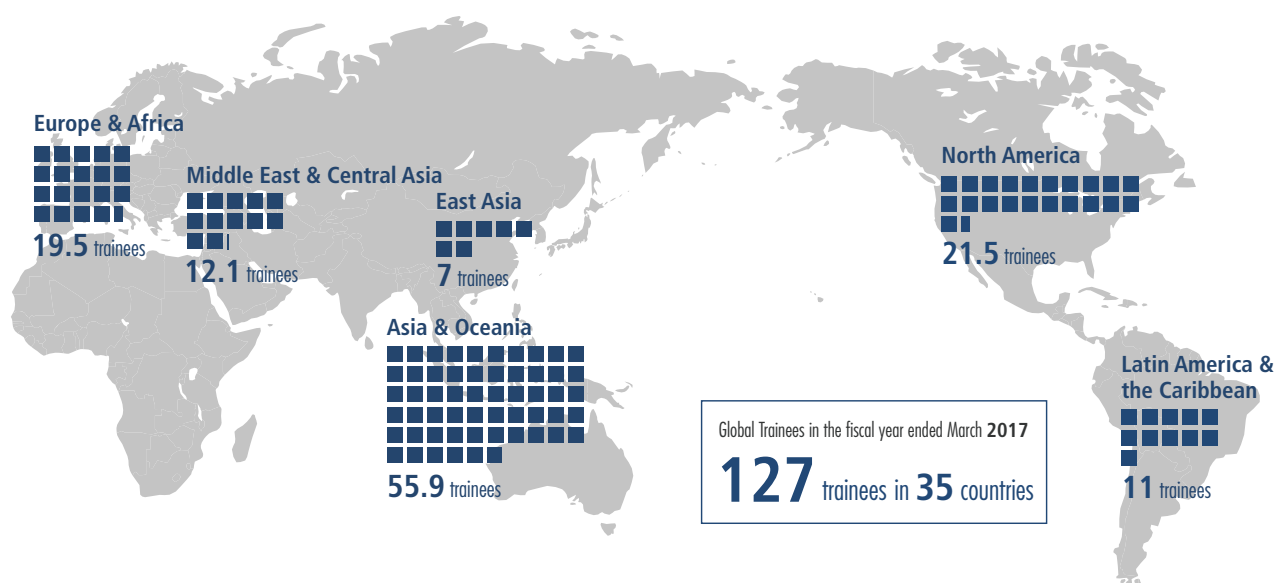 Europe & Africa
19.5 trainees
Middle East & Central Asia
12.1 trainees
East Asia
7 trainees
Asia & Oceania
55.9 trainees
North America
21.5 trainees
Latin America &
the Caribbean
11 trainees
Global Trainees in the fiscal year ended March 2017
127 trainees in 35 countries